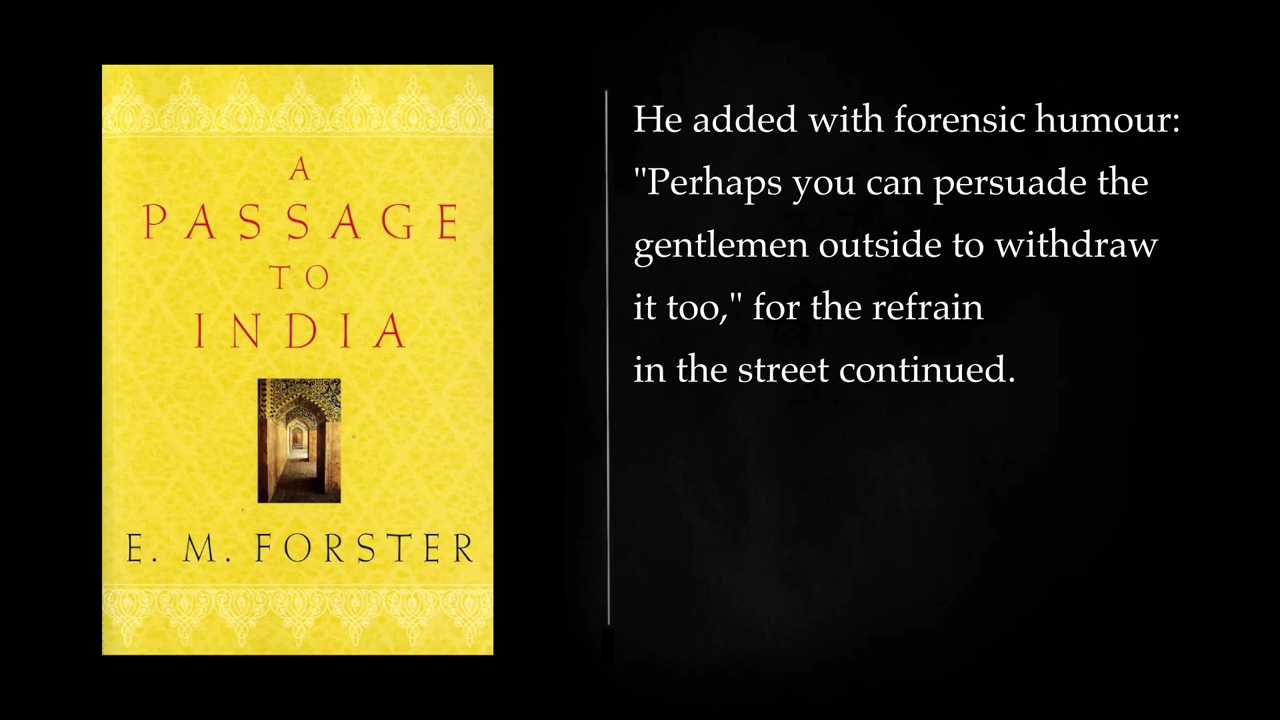 A
PASSAGE
TO
INDIA
E. M. FORSTER
He added with forensic humour:
"Perhaps you can persuade the
gentlemen outside to withdraw
it too," for the refrain
in the street continued.